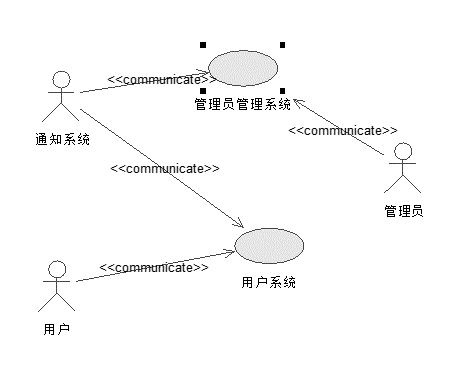 <<communicate>>
管理员管理系统
通知系统
<<communicate>>
<<communicate>>
管理员
<<communicate>>
用户系统
用户